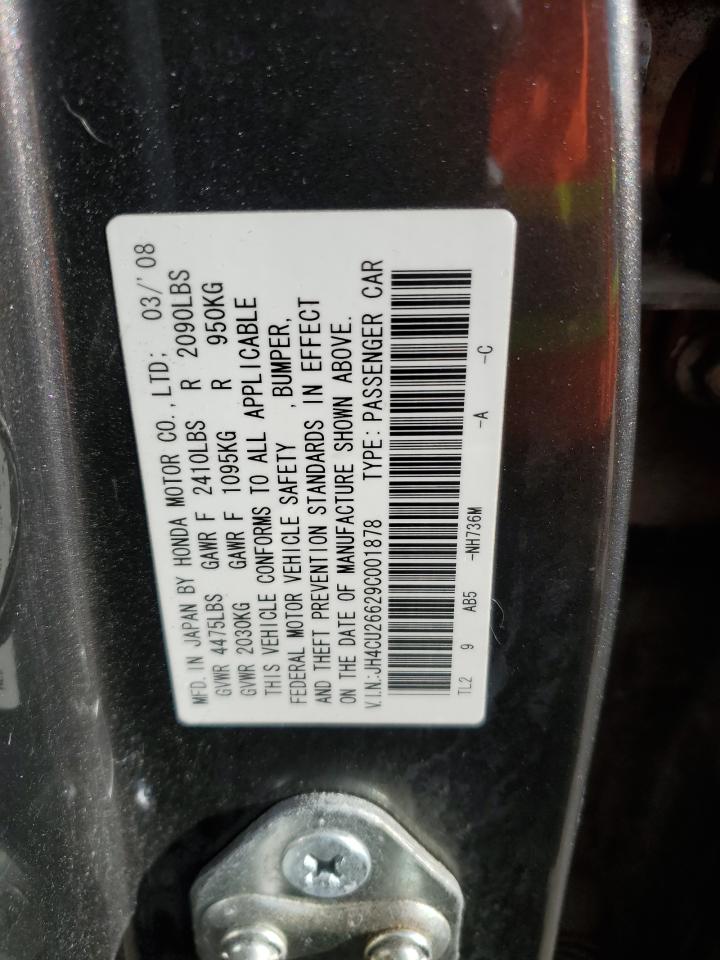 MFD. IN JAPAN BY HONDA MOTOR CO., LTD; 03/'08
GVWR 4475LBS GAWR F 2410LBS R 2090LBS
GVWR 2030KG GAWR F 1095KG R 950KG
THIS VEHICLE CONFORMS TO ALL APPLICABLE
FEDERAL MOTOR VEHICLE SAFETY , BUMPER,
AND THEFT PREVENTION STANDARDS IN EFFECT
ON THE DATE OF MANUFACTURE SHOWN ABOVE.
V.I.N.:JH4CU26629C001878 TYPE: PASSENGER CAR
TL2 9 AB5 -NH736M -A -C